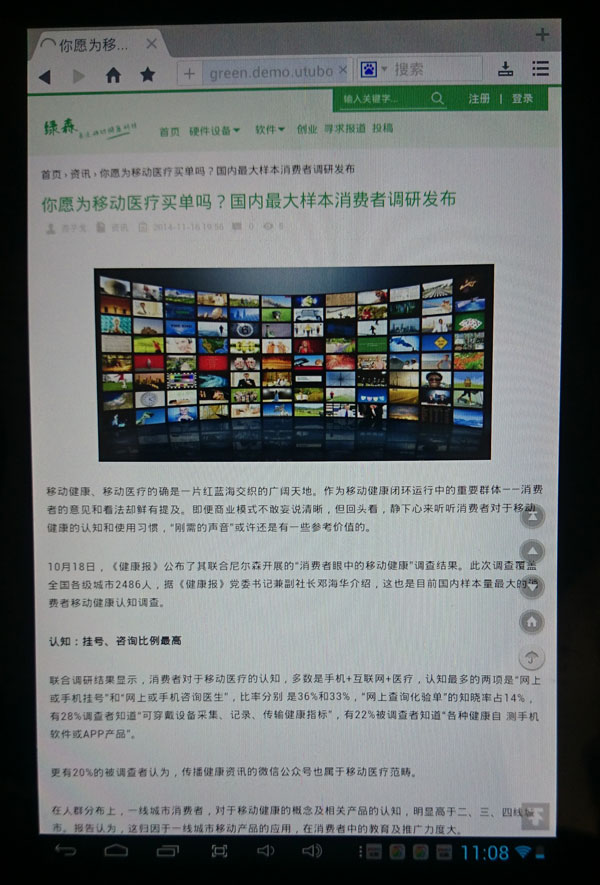 你愿为移…
green.demo.utubo
搜索
输入关键字...
注册 | 登录
绿森
首页 硬件设备 软件 创业 寻求报道 投稿
首页 › 资讯 › 你愿为移动医疗买单吗？国内最大样本消费者调研发布
你愿为移动医疗买单吗？国内最大样本消费者调研发布
资讯 2014-11-16 19:56 0 5
移动健康、移动医疗的确是一片红蓝海交织的广阔天地。作为移动健康闭环运行中的重要群体——消费
者的意见和看法却鲜有提及。即便商业模式不敢妄说清晰，但回头看，静下心来听听消费者对于移动
健康的认知和使用习惯，“刚需的声音”或许还是有一些参考价值的。
10月18日，《健康报》公布了其联合尼尔森开展的“消费者眼中的移动健康”调查结果。此次调查覆盖
全国各级城市2486人，据《健康报》党委书记兼副社长邓海华介绍，这也是目前国内样本量最大的消
费者移动健康认知调查。
认知：挂号、咨询比例最高
联合调研结果显示，消费者对于移动医疗的认知，多数是手机+互联网+医疗，认知最多的两项是“网上
或手机挂号”和“网上或手机咨询医生”，比率分别 是36%和33%，“网上查询化验单”的知晓率占14%，
有28%调查者知道“可穿戴设备采集、记录、传输健康指标”，有22%被调查者知道“各种健康自 测手机
软件或APP产品”。
更有20%的被调查者认为，传播健康资讯的微信公众号也属于移动医疗范畴。
在人群分布上，一线城市消费者，对于移动健康的概念及相关产品的认知，明显高于二、三、四线城
市。报告认为，这归因于一线城市移动产品的应用，在消费者中的教育及推广力度大。
11:08